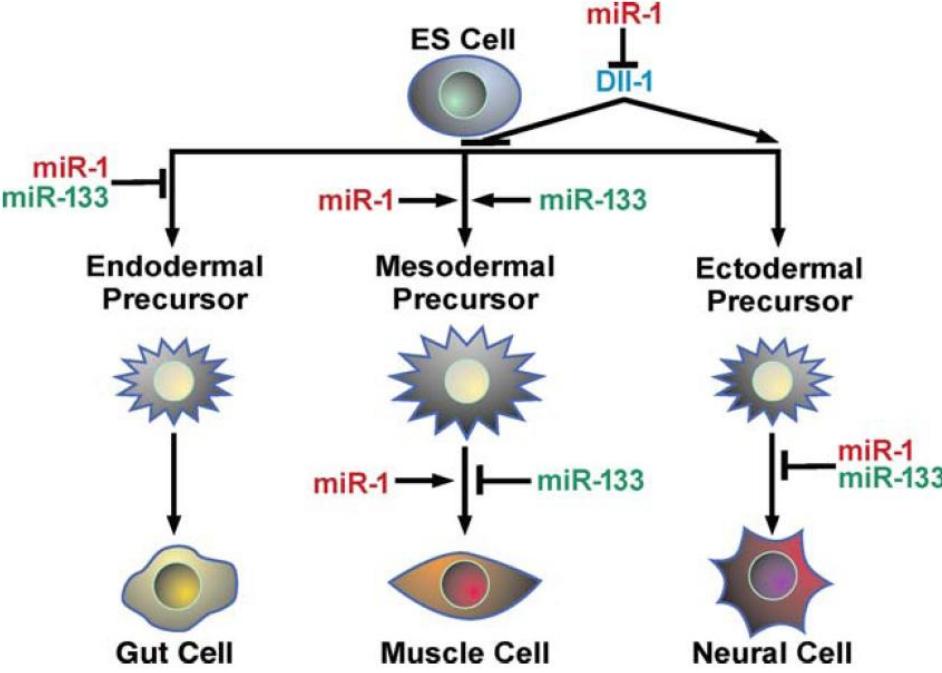 miR-1
ES Cell
Dll-1
miR-1
miR-133
miR-1
miR-133
Endodermal
Precursor
Mesodermal
Precursor
Ectodermal
Precursor
miR-1
miR-133
miR-1
miR-133
Gut Cell
Muscle Cell
Neural Cell